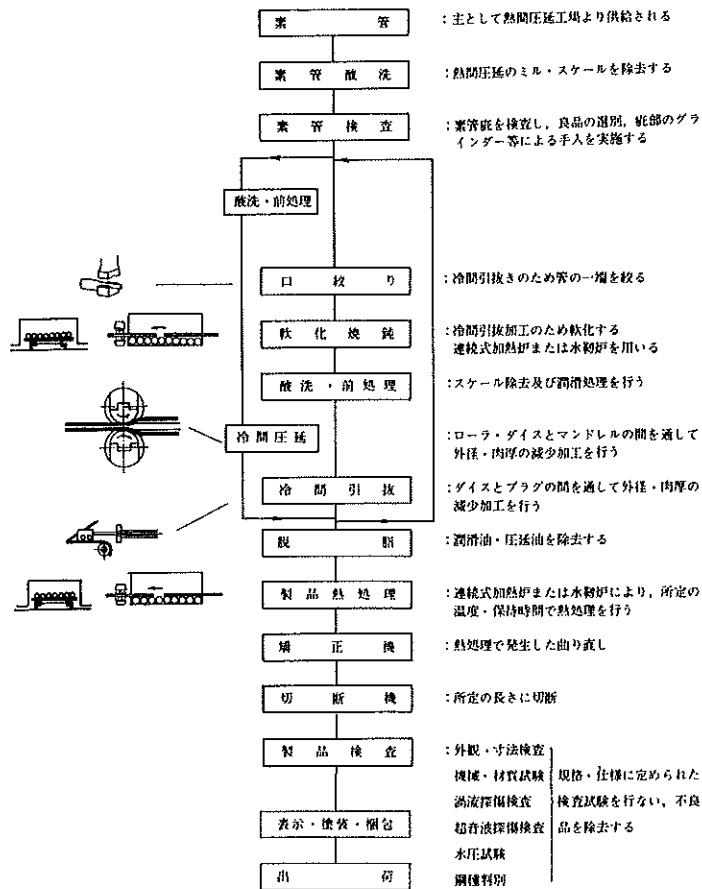 素管
:主として熱間圧延工場より供給される
素管酸洗
:熱間圧延のミル・スケールを除去する
素管検査
:素管疵を検査し，良品の選別，疵部のグラ
インダー等による手入を実施する
酸洗・前処理
口絞り
:冷間引抜きのため管の一端を絞る
軟化焼鈍
:冷間引抜加工のため軟化する
連続式加熱炉または水素炉を用いる
酸洗・前処理
:スケール除去及び潤滑処理を行う
冷間圧延
:ローラ・ダイスとマンドレルの間を通して
外径・肉厚の減少加工を行う
冷間引抜
:ダイスとプラグの間を通して外径・肉厚の
減少加工を行う
脱脂
:潤滑油・圧延油を除去する
製品熱処理
:連続式加熱炉または水素炉により，所定の
温度・保持時間で熱処理を行う
矯正機
:熱処理で発生した曲り直し
切断機
:所定の長さに切断
製品検査
:外観・寸法検査
機械・材質試験 規格・仕様に定められた
渦流探傷検査 検査試験を行ない，不良
表示・塗装・梱包
超音波探傷検査 品を除去する
水圧試験
出荷
鋼種判別